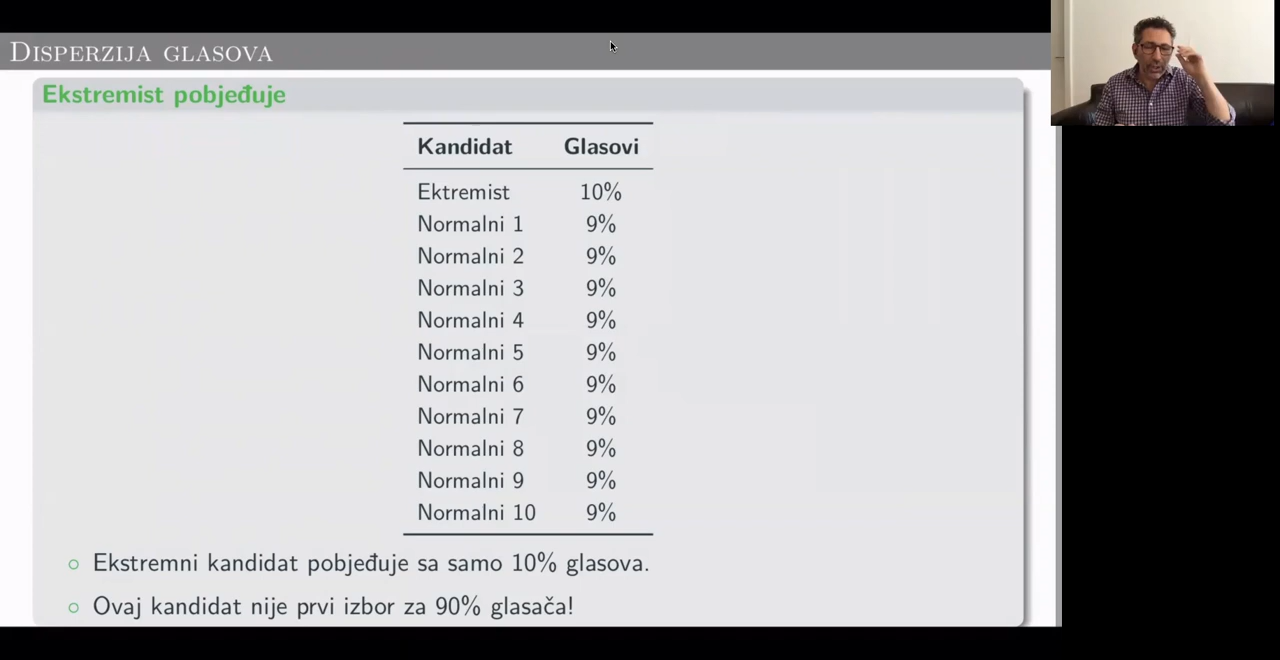 Disperzija glasova
Ekstremist pobjeđuje
Kandidat Glasovi
Ektremist 10%
Normalni 1 9%
Normalni 2 9%
Normalni 3 9%
Normalni 4 9%
Normalni 5 9%
Normalni 6 9%
Normalni 7 9%
Normalni 8 9%
Normalni 9 9%
Normalni 10 9%
Ekstremni kandidat pobjeđuje sa samo 10% glasova.
Ovaj kandidat nije prvi izbor za 90% glasača!